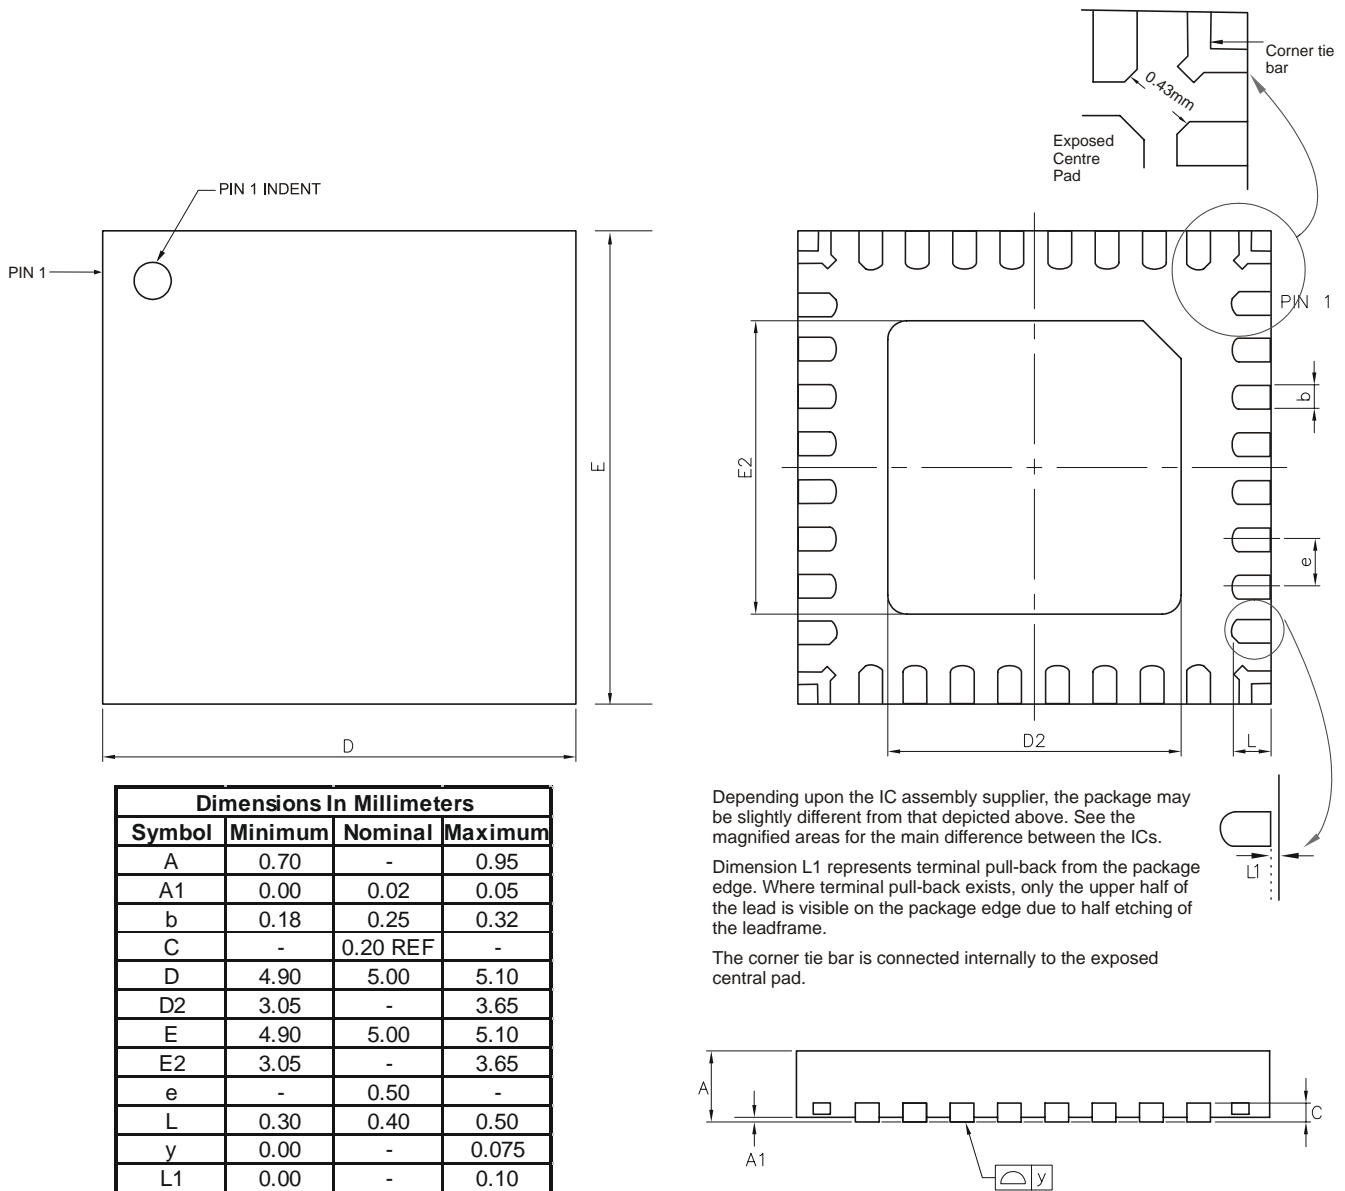 Corner tie
bar
0.43mm
Exposed
Centre
Pad
PIN 1 INDENT
PIN 1
PIN 1
b
E
E2
e
D
D2
L
L1
Dimensions In Millimeters
Symbol Minimum Nominal Maximum
A 0.70 - 0.95
A1 0.00 0.02 0.05
b 0.18 0.25 0.32
C - 0.20 REF -
D 4.90 5.00 5.10
D2 3.05 - 3.65
E 4.90 5.00 5.10
E2 3.05 - 3.65
e - 0.50 -
L 0.30 0.40 0.50
y 0.00 - 0.075
L1 0.00 - 0.10
Depending upon the IC assembly supplier, the package may
be slightly different from that depicted above. See the
magnified areas for the main difference between the ICs.
Dimension L1 represents terminal pull-back from the package
edge. Where terminal pull-back exists, only the upper half of
the lead is visible on the package edge due to half etching of
the leadframe.
The corner tie bar is connected internally to the exposed
central pad.
A
C
A1
y